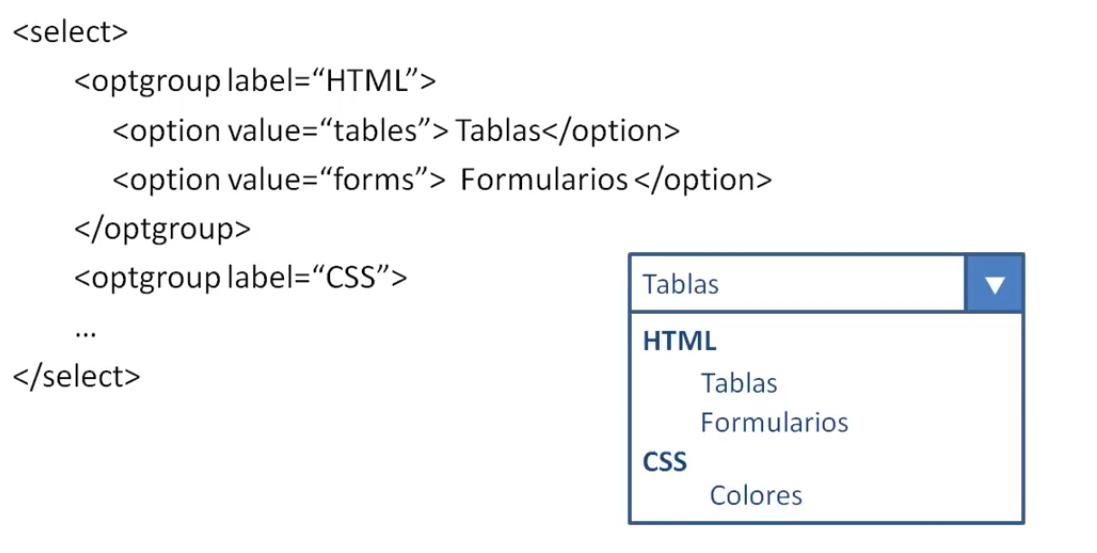 <select>
<optgroup label=“HTML”>
<option value=“tables”> Tablas</option>
<option value=“forms”> Formularios </option>
</optgroup>
<optgroup label=“CSS”>
...
</select>
Tablas
HTML
Tablas
Formularios
CSS
Colores